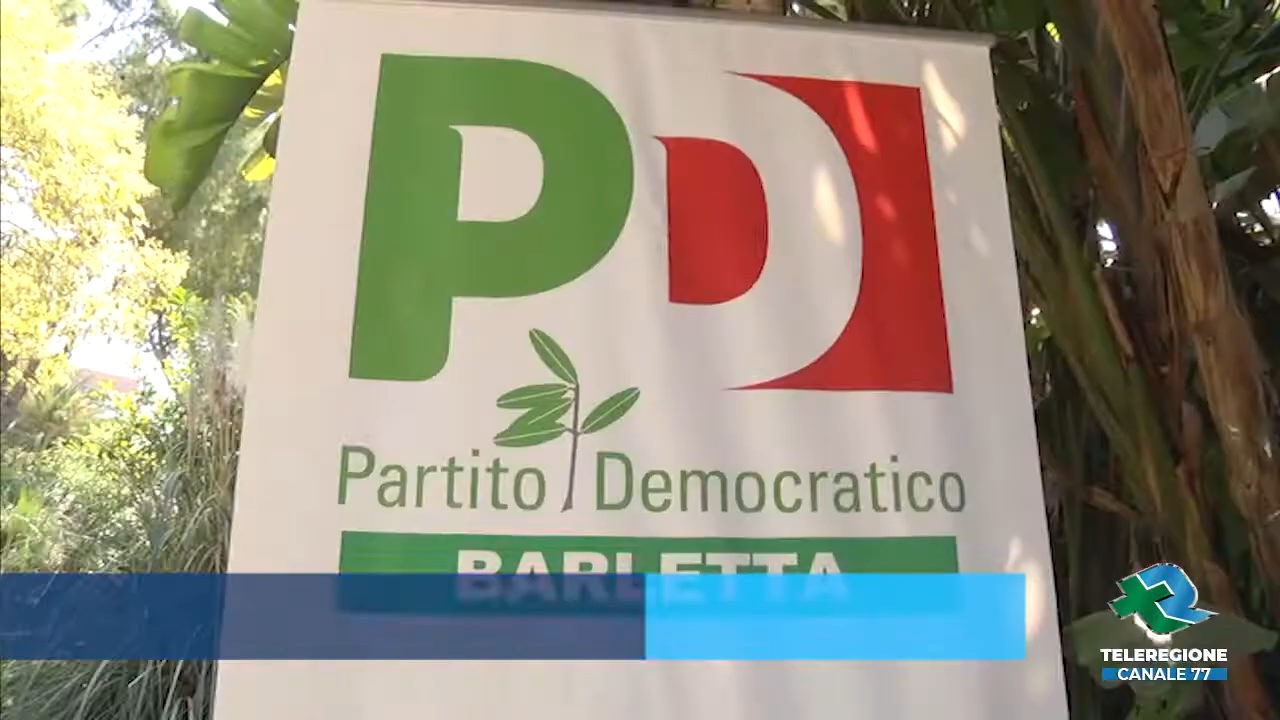 PD
Partito Democratico
BARLETTA
TELEREGIONE
CANALE 77